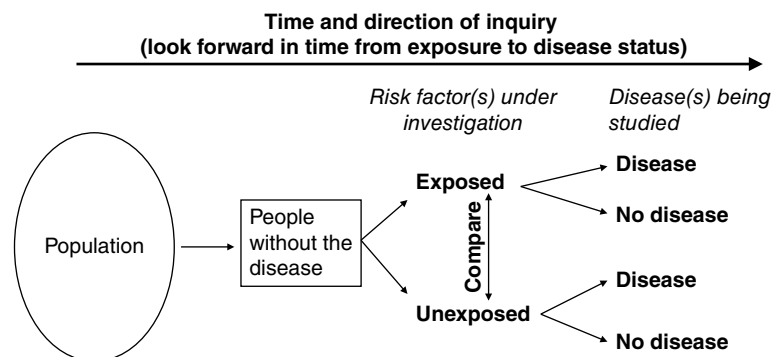 Time and direction of inquiry
(look forward in time from exposure to disease status)
Risk factor(s) under
investigation
Disease(s) being
studied
Population
People
without the
disease
Exposed
Compare
Unexposed
Disease
No disease
Disease
No disease